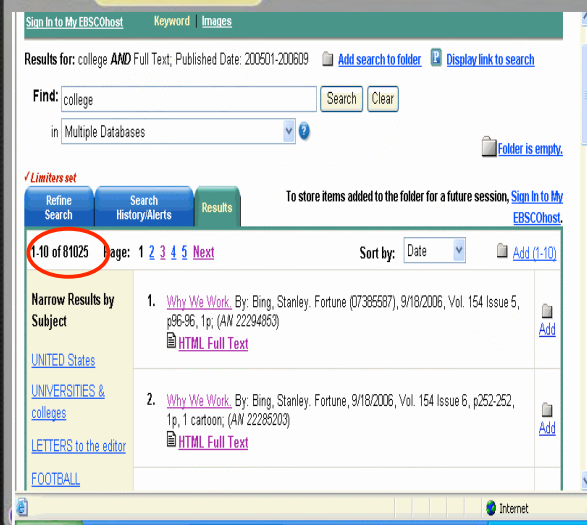 Sign In to My EBSCOhost Keyword Images
Results for: college AND Full Text; Published Date: 200501-200609 Add search to folder P Display link to search
Find: college Search Clear
in Multiple Databases ?
Folder is empty.
√Limiters set
Refine Search Search History/Alerts Results To store items added to the folder for a future session, Sign In to My
EBSCOhost.
1-10 of 81025 Page: 1 2 3 4 5 Next Sort by: Date Add (1-10)
Narrow Results by
Subject
UNITED States
UNIVERSITIES &
colleges
LETTERS to the editor
FOOTBALL
1. Why We Work. By: Bing, Stanley. Fortune (07385587), 9/18/2006, Vol. 154 Issue 5,
p96-96, 1p; (AN 22294853)
HTML Full Text
Add
2. Why We Work. By: Bing, Stanley. Fortune, 9/18/2006, Vol. 154 Issue 6, p252-252,
1p, 1 cartoon; (AN 22285203)
HTML Full Text
Add
Internet